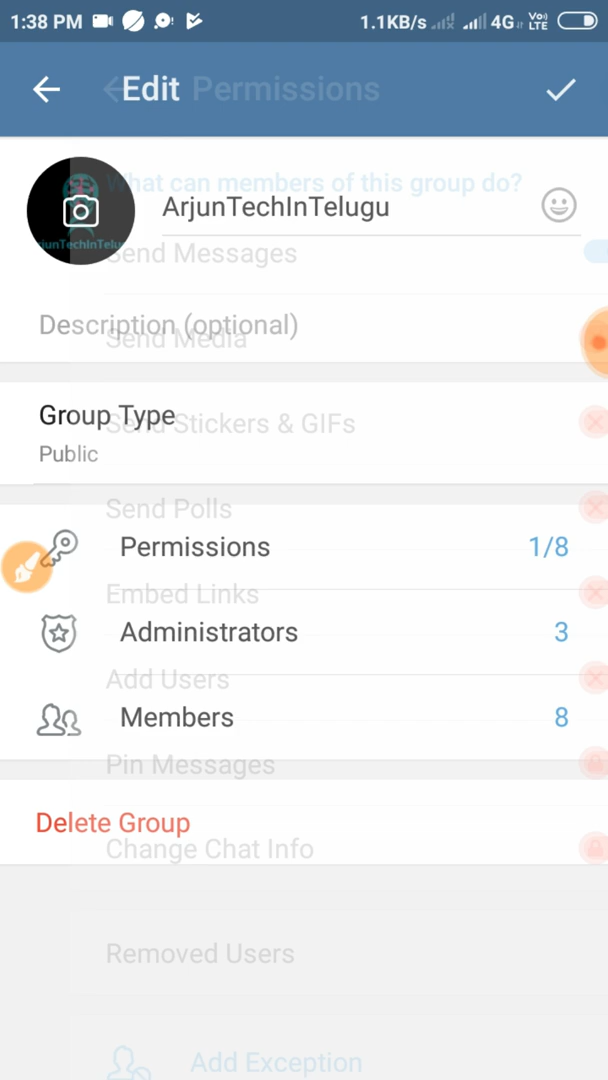 1:38 PM 1.1KB/s 4G Vo) LTE
Edit Permissions
What can members of this group do?
ArjunTechInTelugu
Send Messages
Description (optional)
Send Media
Group Type
Send Stickers & GIFs
Public
Send Polls
Permissions 1/8
Embed Links
Administrators 3
Add Users
Members 8
Pin Messages
Delete Group
Change Chat Info
Removed Users
Add Exception